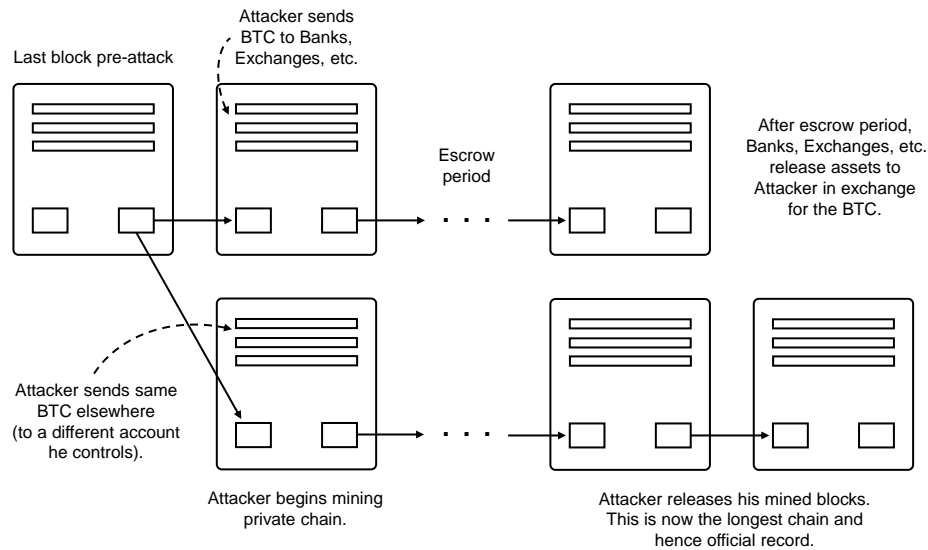 Attacker sends
BTC to Banks,
Exchanges, etc.
Last block pre-attack
Escrow
period
After escrow period,
Banks, Exchanges, etc.
release assets to
Attacker in exchange
for the BTC.
Attacker sends same
BTC elsewhere
(to a different account
he controls).
Attacker begins mining
private chain.
Attacker releases his mined blocks.
This is now the longest chain and
hence official record.